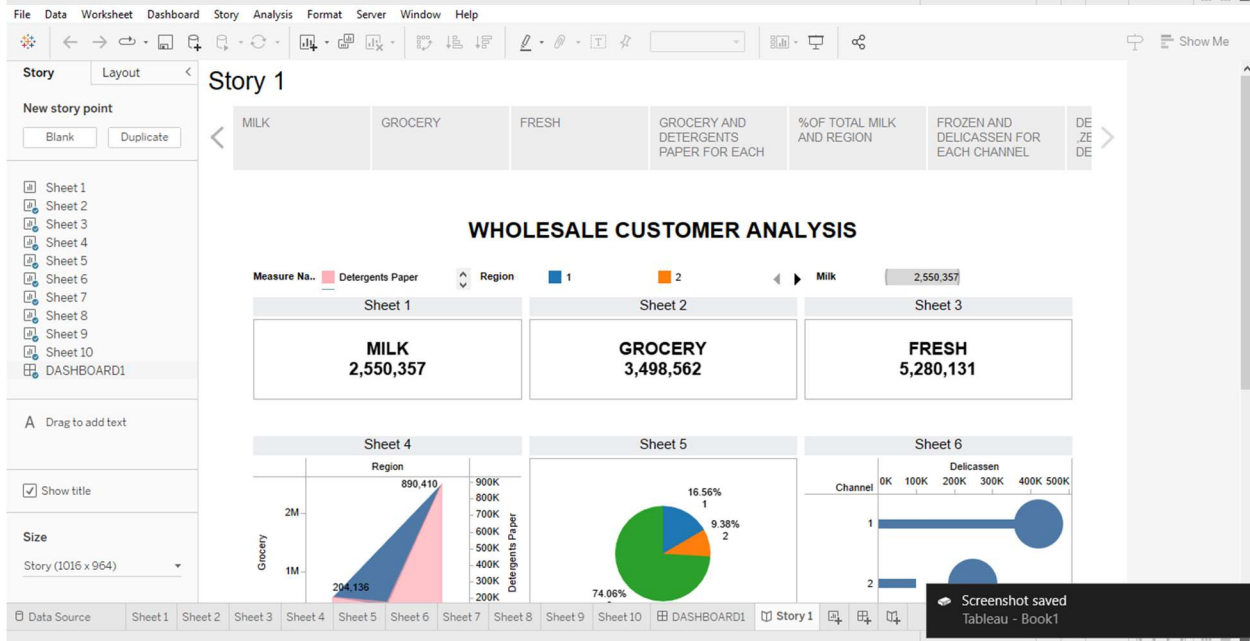 File Data Worksheet Dashboard Story Analysis Format Server Window Help
Show Me
Story Layout
New story point
Blank Duplicate
Sheet 1
Sheet 2
Sheet 3
Sheet 4
Sheet 5
Sheet 6
Sheet 7
Sheet 8
Sheet 9
Sheet 10
DASHBOARD1
A Drag to add text
Show title
Size
Story (1016 x 964)
Story 1
MILK
GROCERY
FRESH
GROCERY AND
DETERGENTS
PAPER FOR EACH
%OF TOTAL MILK
AND REGION
FROZEN AND
DELICASSEN FOR
EACH CHANNEL
DE
,ZE
DE
WHOLESALE CUSTOMER ANALYSIS
Measure Na.. Detergents Paper Region 1 2 Milk 2,550,357
Sheet 1
MILK
2,550,357
Sheet 2
GROCERY
3,498,562
Sheet 3
FRESH
5,280,131
Sheet 4
Region
890,410
204,136
2M
1M
Grocery
900K
800K
700K
600K
500K
400K
300K
200K
Detergents Paper
Sheet 5
16.56%
1
9.38%
2
74.06%
Sheet 6
Delicassen
Channel 0K 100K 200K 300K 400K 500K
1
2
Data Source Sheet 1 Sheet 2 Sheet 3 Sheet 4 Sheet 5 Sheet 6 Sheet 7 Sheet 8 Sheet 9 Sheet 10 DASHBOARD1 Story 1
Screenshot saved
Tableau - Book1